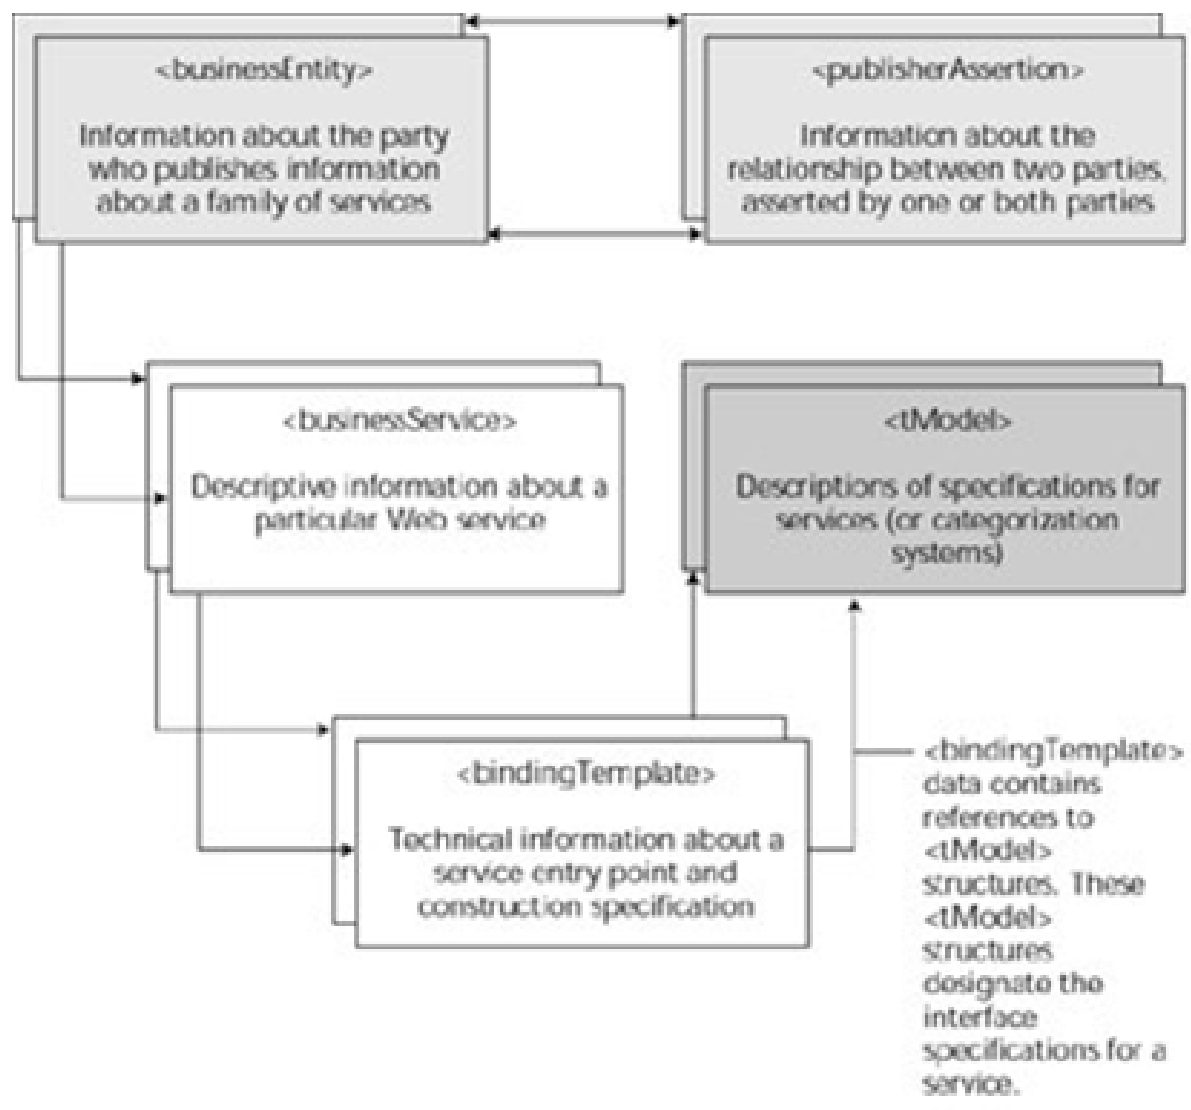 <businessEntity>
Information about the party
who publishes information
about a family of services
<publisherAssertion>
Information about the
relationship between two parties,
asserted by one or both parties
<businessService>
Descriptive information about a
particular Web service
<tModel>
Descriptions of specifications for
services (or categorization
systems)
<bindingTemplate>
Technical information about a
service entry point and
construction specification
<bindingTemplate>
data contains
references to
<tModel>
structures. These
<tModel>
structures
designate the
interface
specifications for a
service.